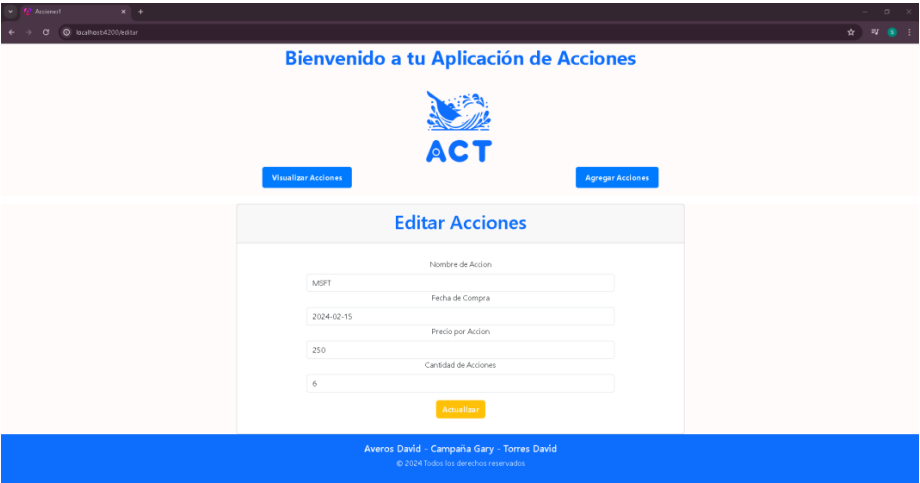 Acciones1
localhost:4200/editar
S
Bienvenido a tu Aplicación de Acciones
ACT
Visualizar Acciones
Agregar Acciones
Editar Acciones
Nombre de Accion
MSFT
Fecha de Compra
2024-02-15
Precio por Accion
250
Cantidad de Acciones
6
Actualizar
Averos David - Campaña Gary - Torres David
© 2024 Todos los derechos reservados